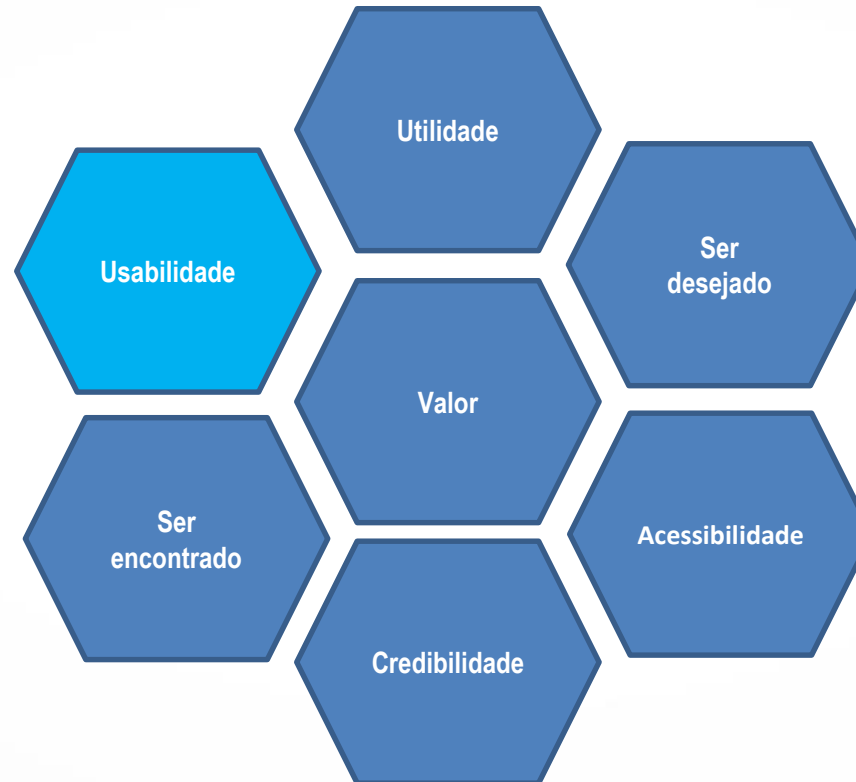 Utilidade
Usabilidade
Ser
desejado
Valor
Ser
encontrado
Acessibilidade
Credibilidade